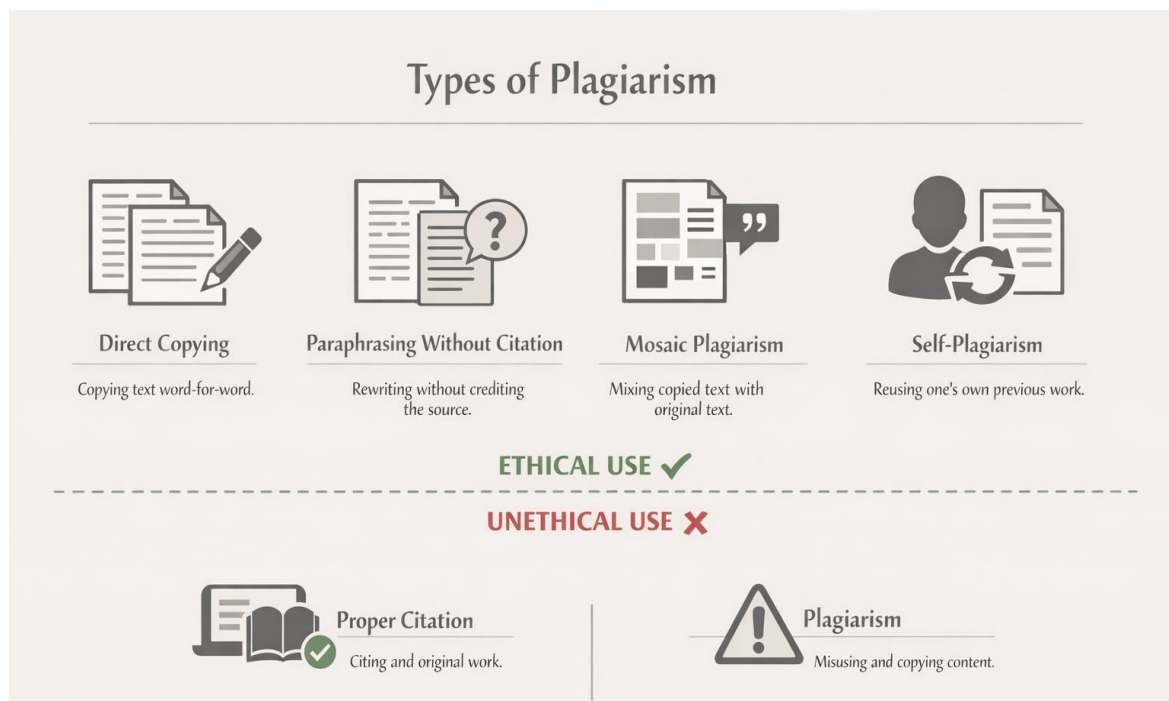 Types of Plagiarism
Direct Copying
Copying text word-for-word.
Paraphrasing Without Citation
Rewriting without crediting
the source.
Mosaic Plagiarism
Mixing copied text with
original text.
Self-Plagiarism
Reusing one's own previous work.
ETHICAL USE
UNETHICAL USE
Proper Citation
Citing and original work.
Plagiarism
Misusing and copying content.